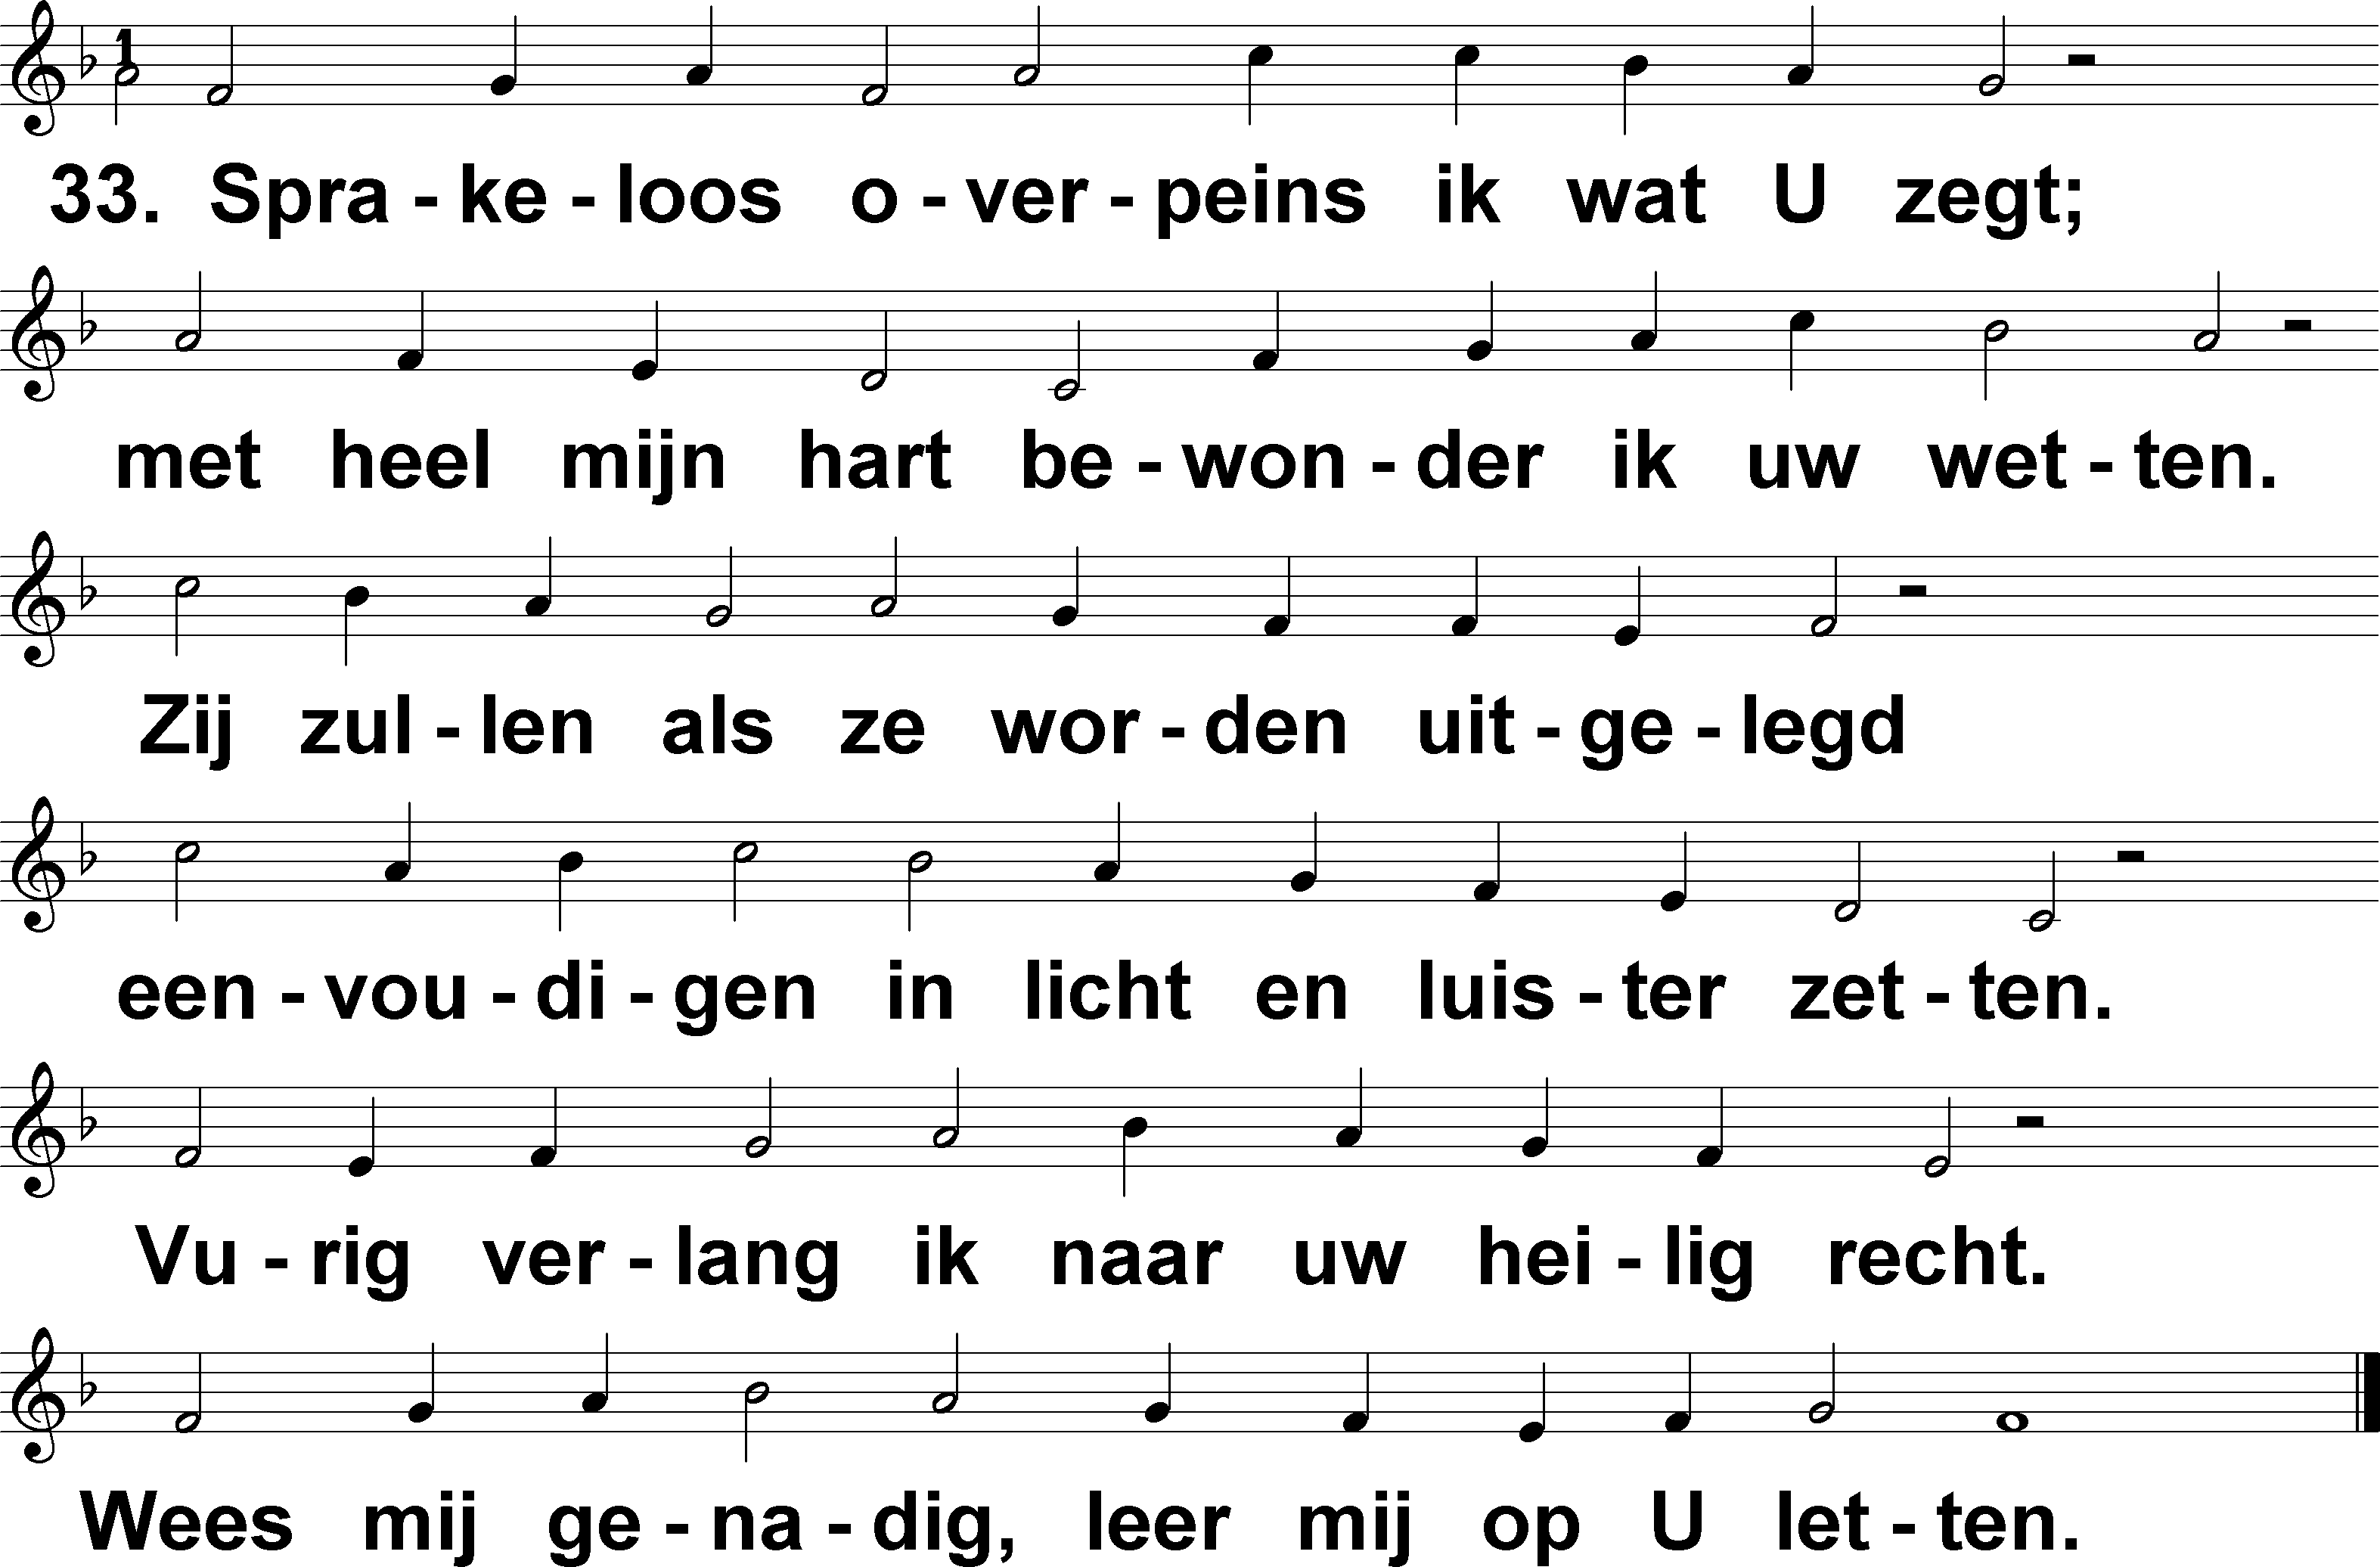 1
33. Spra - ke - loos o - ver - peins ik wat U zegt;
met heel mijn hart be - won - der ik uw wet - ten.
Zij zul - len als ze wor - den uit - ge - legd
een - vou - di - gen in licht en luis - ter zet - ten.
Vu - rig ver - lang ik naar uw hei - lig recht.
Wees mij ge - na - dig, leer mij op U let - ten.